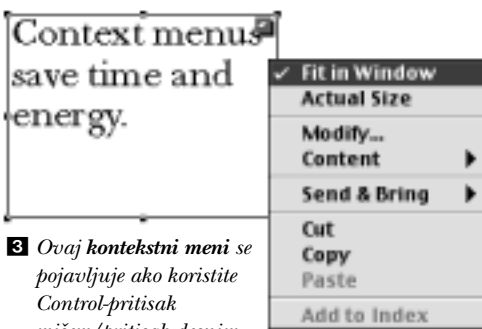 Context menus
save time and
energy.
✓ Fit in Window
Actual Size
Modify...
Content
Send & Bring
Cut
Copy
Paste
Add to Index
3 Ovaj kontekstni meni se
pojavljuje ako koristite
Control-pritisak